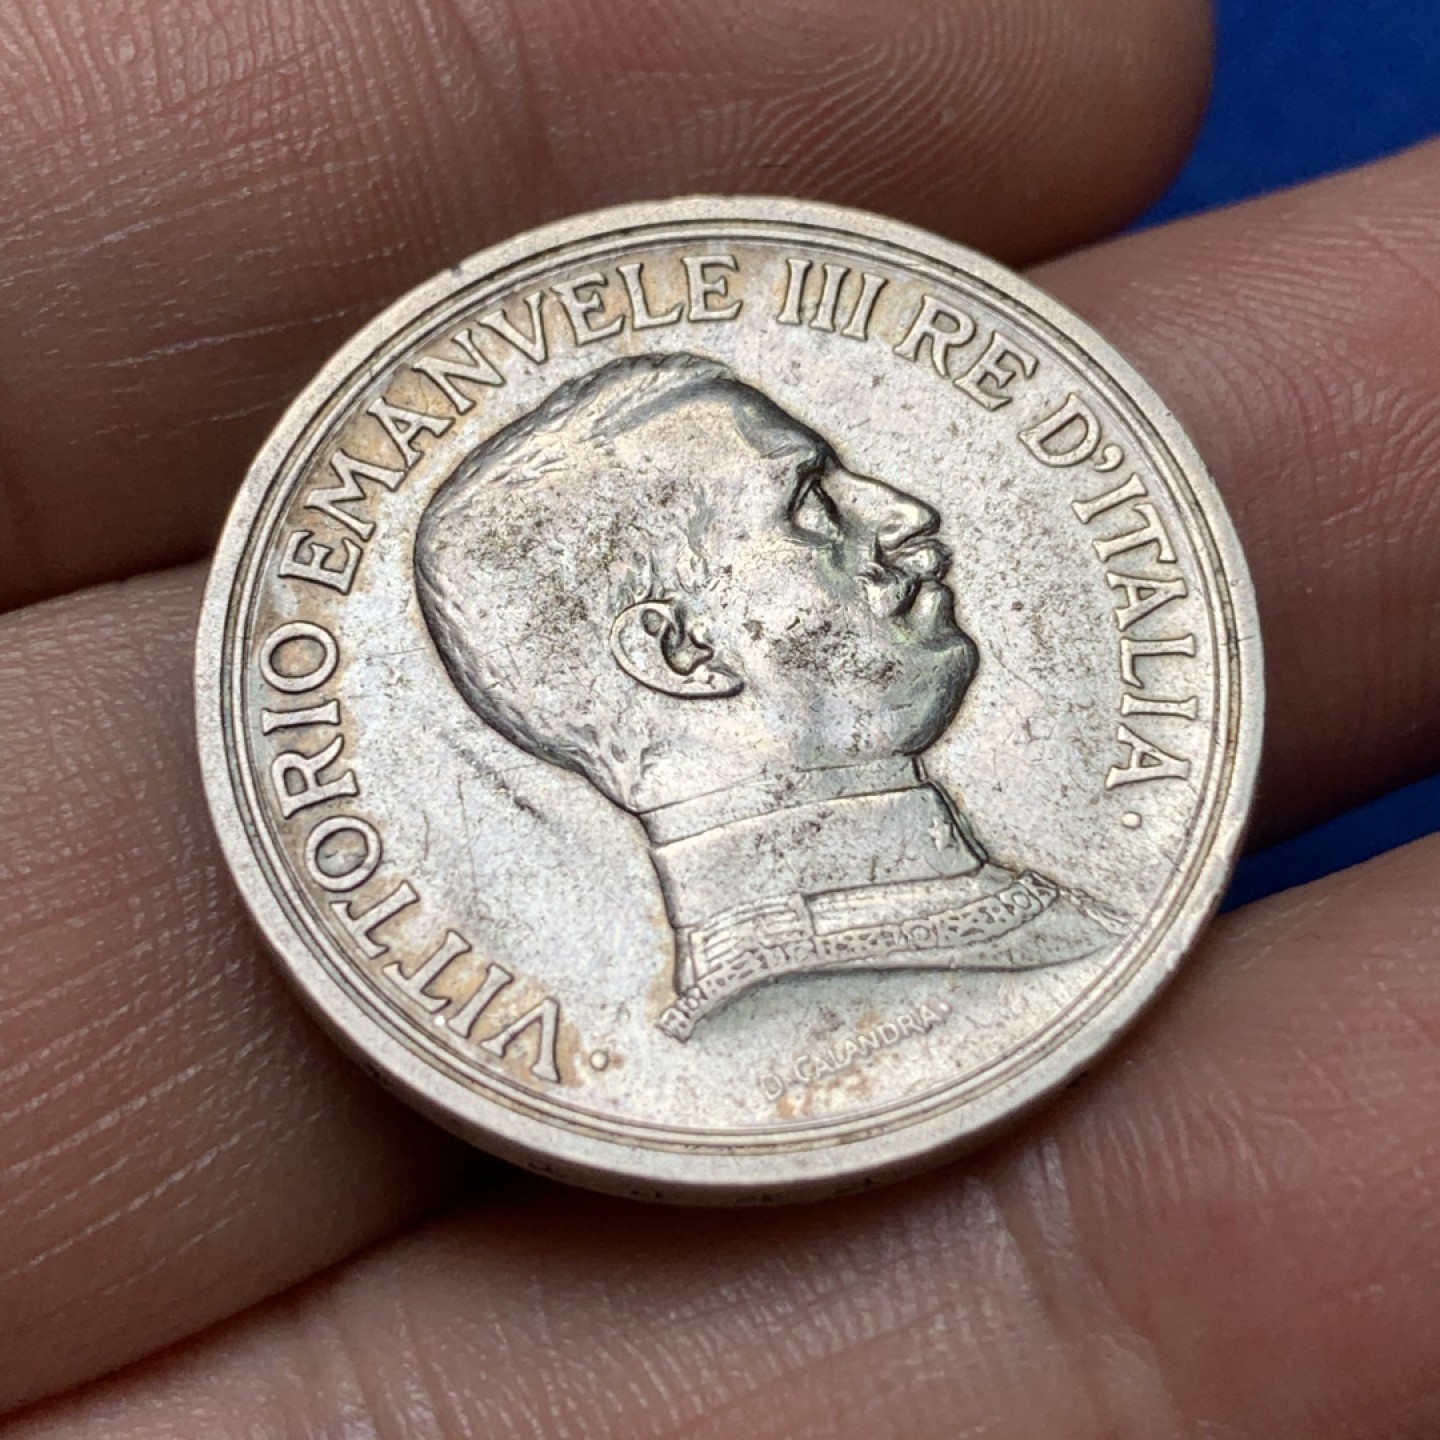 · VITTORIO EMANVELE III RE D'ITALIA ·
D. CALANDRA.